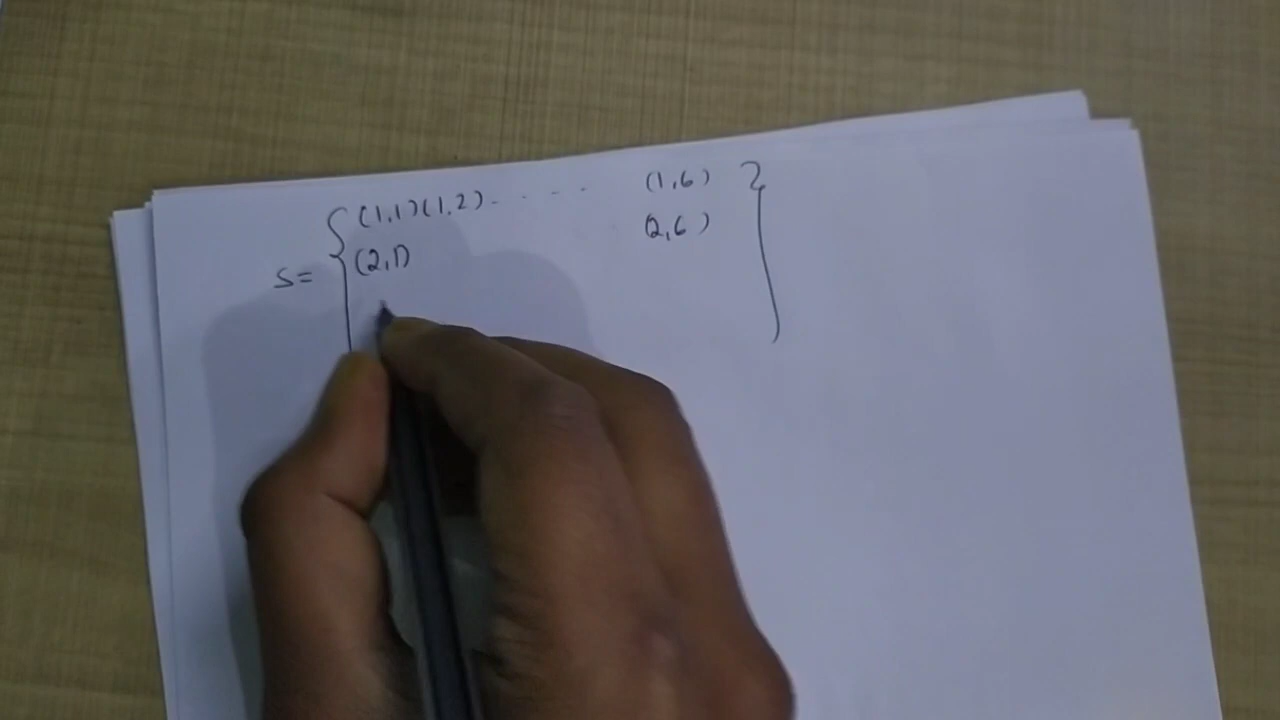 { (1,1)(1,2) - - - - (1,6) }
(2,1) (2,6)
S=